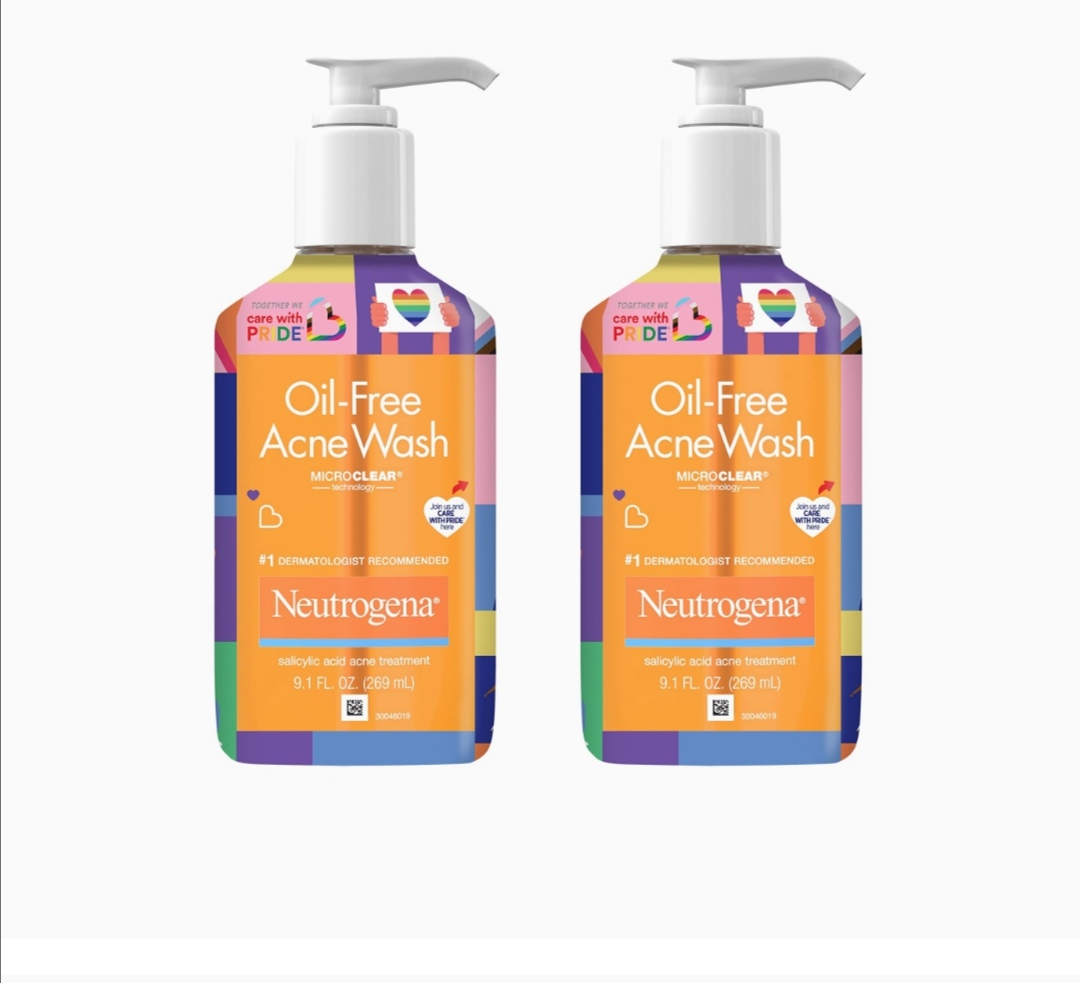 TOGETHER WE
care with
PRIDE
Oil-Free
Acne Wash
MICROCLEAR®
technology
Join us and
CARE
WITH PRIDE
here
#1 DERMATOLOGIST RECOMMENDED
Neutrogena®
salicylic acid acne treatment
9.1 FL. OZ. (269 mL)
30046019
TOGETHER WE
care with
PRIDE
Oil-Free
Acne Wash
MICROCLEAR®
technology
Join us and
CARE
WITH PRIDE
here
#1 DERMATOLOGIST RECOMMENDED
Neutrogena®
salicylic acid acne treatment
9.1 FL. OZ. (269 mL)
30046019